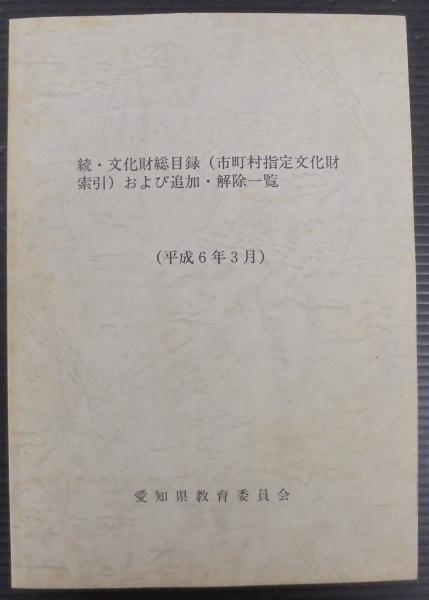 続・文化財総目録（市町村指定文化財
索引）および追加・解除一覧
（平成6年3月）
愛知県教育委員会